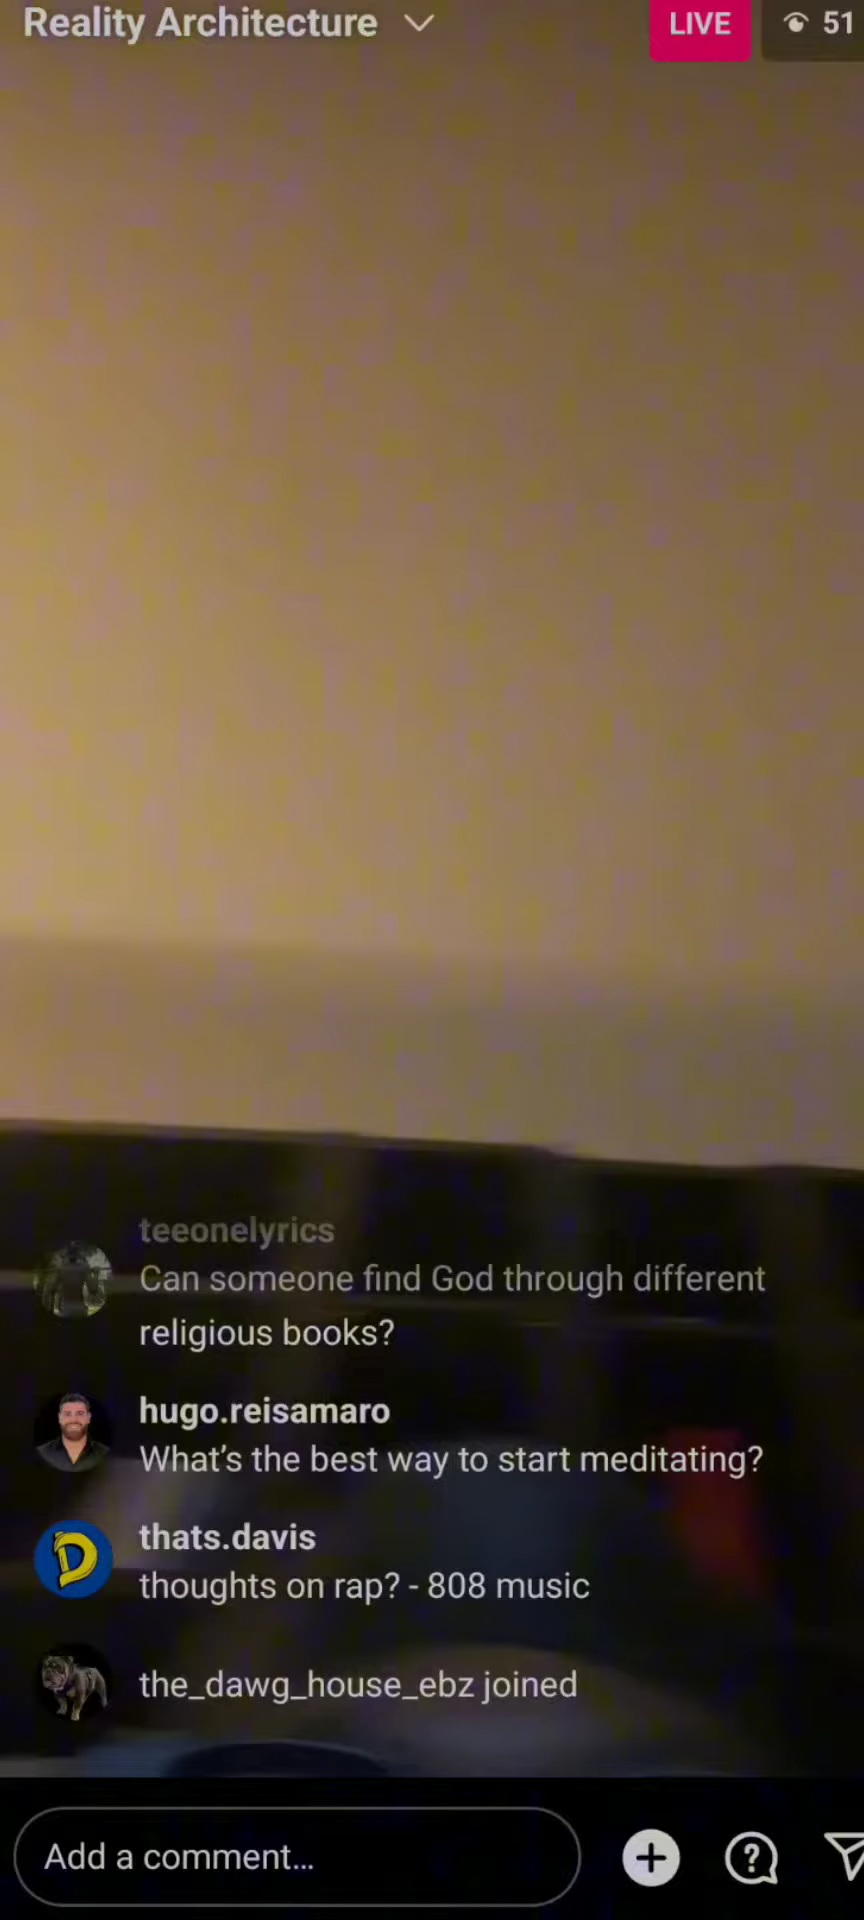 Reality Architecture
LIVE
51
teeonelyrics
Can someone find God through different
religious books?
hugo.reisamaro
What's the best way to start meditating?
D
thats.davis
thoughts on rap? - 808 music
the_dawg_house_ebz joined
Add a comment...